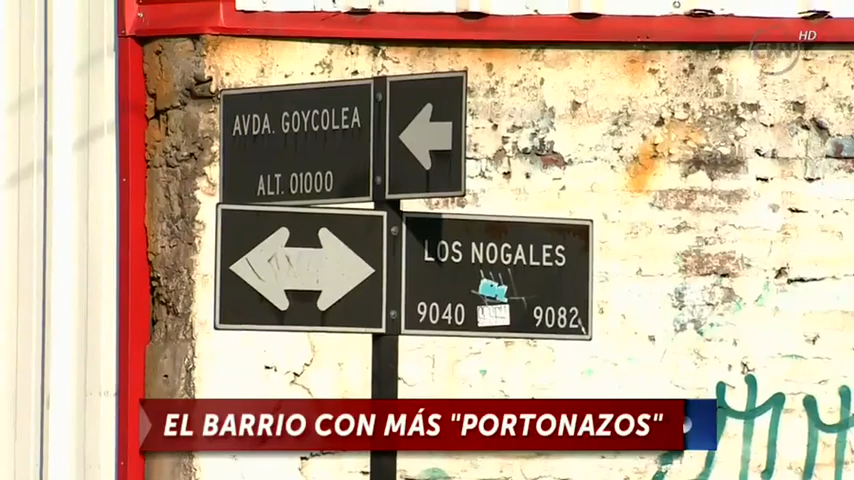 HD
AVDA. GOYCOLEA
ALT. 01000
LOS NOGALES
9040 9082
EL BARRIO CON MÁS "PORTONAZOS"